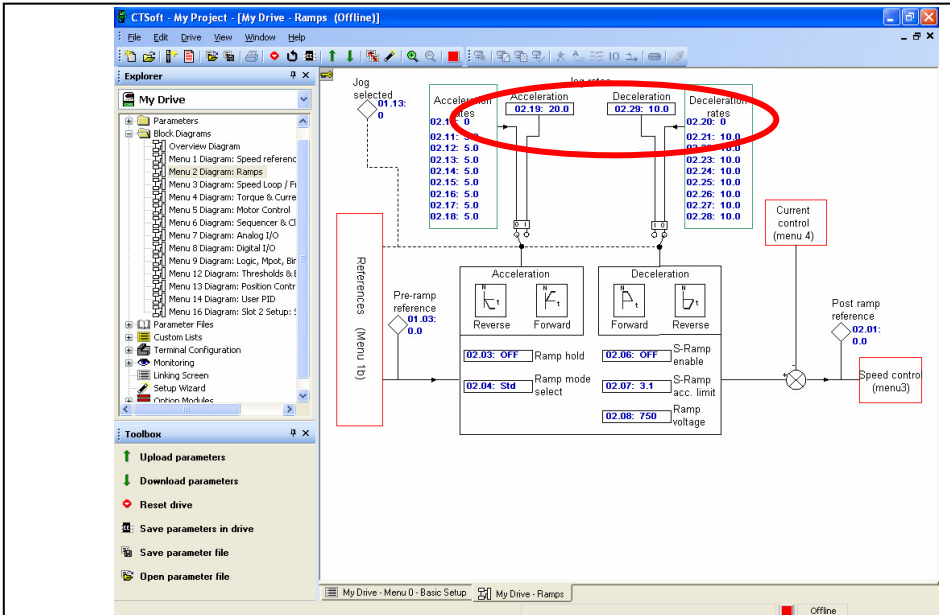 CTSoft - My Project - [My Drive - Ramps (Offline)]
File Edit Drive View Window Help
Explorer
My Drive
Parameters
Block Diagrams
Overview Diagram
Menu 1 Diagram: Speed referenc
Menu 2 Diagram: Ramps
Menu 3 Diagram: Speed Loop / Fr
Menu 4 Diagram: Torque & Curre
Menu 5 Diagram: Motor Control
Menu 6 Diagram: Sequencer & Cl
Menu 7 Diagram: Analog I/O
Menu 8 Diagram: Digital I/O
Menu 9 Diagram: Logic, Mpot, Bin
Menu 12 Diagram: Thresholds &
Menu 13 Diagram: Position Contr
Menu 14 Diagram: User PID
Menu 16 Diagram: Slot 2 Setup:
Parameter Files
Custom Lists
Terminal Configuration
Monitoring
Linking Screen
Setup Wizard
Option Modules
Toolbox
Upload parameters
Download parameters
Reset drive
Save parameters in drive
Save parameter file
Open parameter file
Jog
selected
01.13:
0
Jog rates
Acceleration
rates
Acceleration
02.19: 20.0
Deceleration
02.29: 10.0
Deceleration
rates
02.11: 5.0
02.12: 5.0
02.13: 5.0
02.14: 5.0
02.15: 5.0
02.16: 5.0
02.17: 5.0
02.18: 5.0
02.20: 0
02.21: 10.0
02.23: 10.0
02.24: 10.0
02.25: 10.0
02.26: 10.0
02.27: 10.0
02.28: 10.0
0 1
1 0
References (Menu 1b)
Pre-ramp
reference
01.03:
0.0
Acceleration
N
t
Reverse
N
t
Forward
Deceleration
N
t
Forward
N
t
Reverse
02.03: OFF Ramp hold
02.04: Std Ramp mode
select
02.06: OFF S-Ramp
enable
02.07: 3.1 S-Ramp
acc. limit
02.08: 750 Ramp
voltage
Current
control
(menu 4)
+
-
Post ramp
reference
02.01:
0.0
Speed control
(menu3)
My Drive - Menu 0 - Basic Setup
My Drive - Ramps
Offline